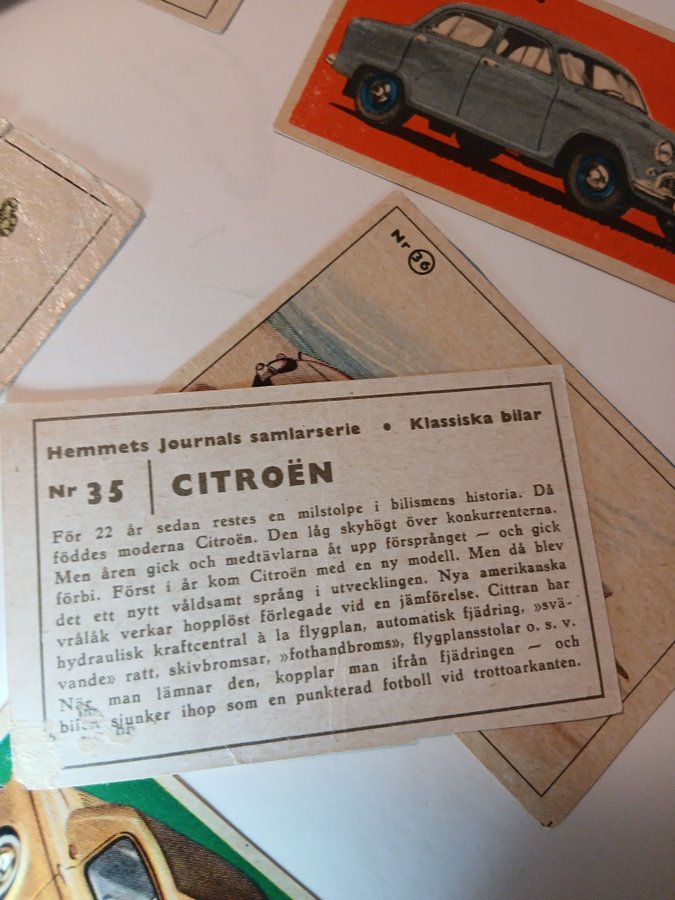 Nr 36
Hemmets Journals samlarserie • Klassiska bilar
Nr 35 | CITROËN
För 22 år sedan restes en milstolpe i bilismens historia. Då
föddes moderna Citroën. Den låg skyhögt över konkurrenterna.
Men åren gick och medtävlarna åt upp försprånget — och gick
förbi. Först i år kom Citroën med en ny modell. Men då blev
det ett nytt våldsamt språng i utvecklingen. Nya amerikanska
vrålåk verkar hopplöst förlegade vid en jämförelse. Cittran har
hydraulisk kraftcentral à la flygplan, automatisk fjädring, »svä-
vande» ratt, skivbromsar, »fothandbroms», flygplansstolar o. s. v.
När man lämnar den, kopplar man ifrån fjädringen — och
bilen sjunker ihop som en punkterad fotboll vid trottoarkanten.